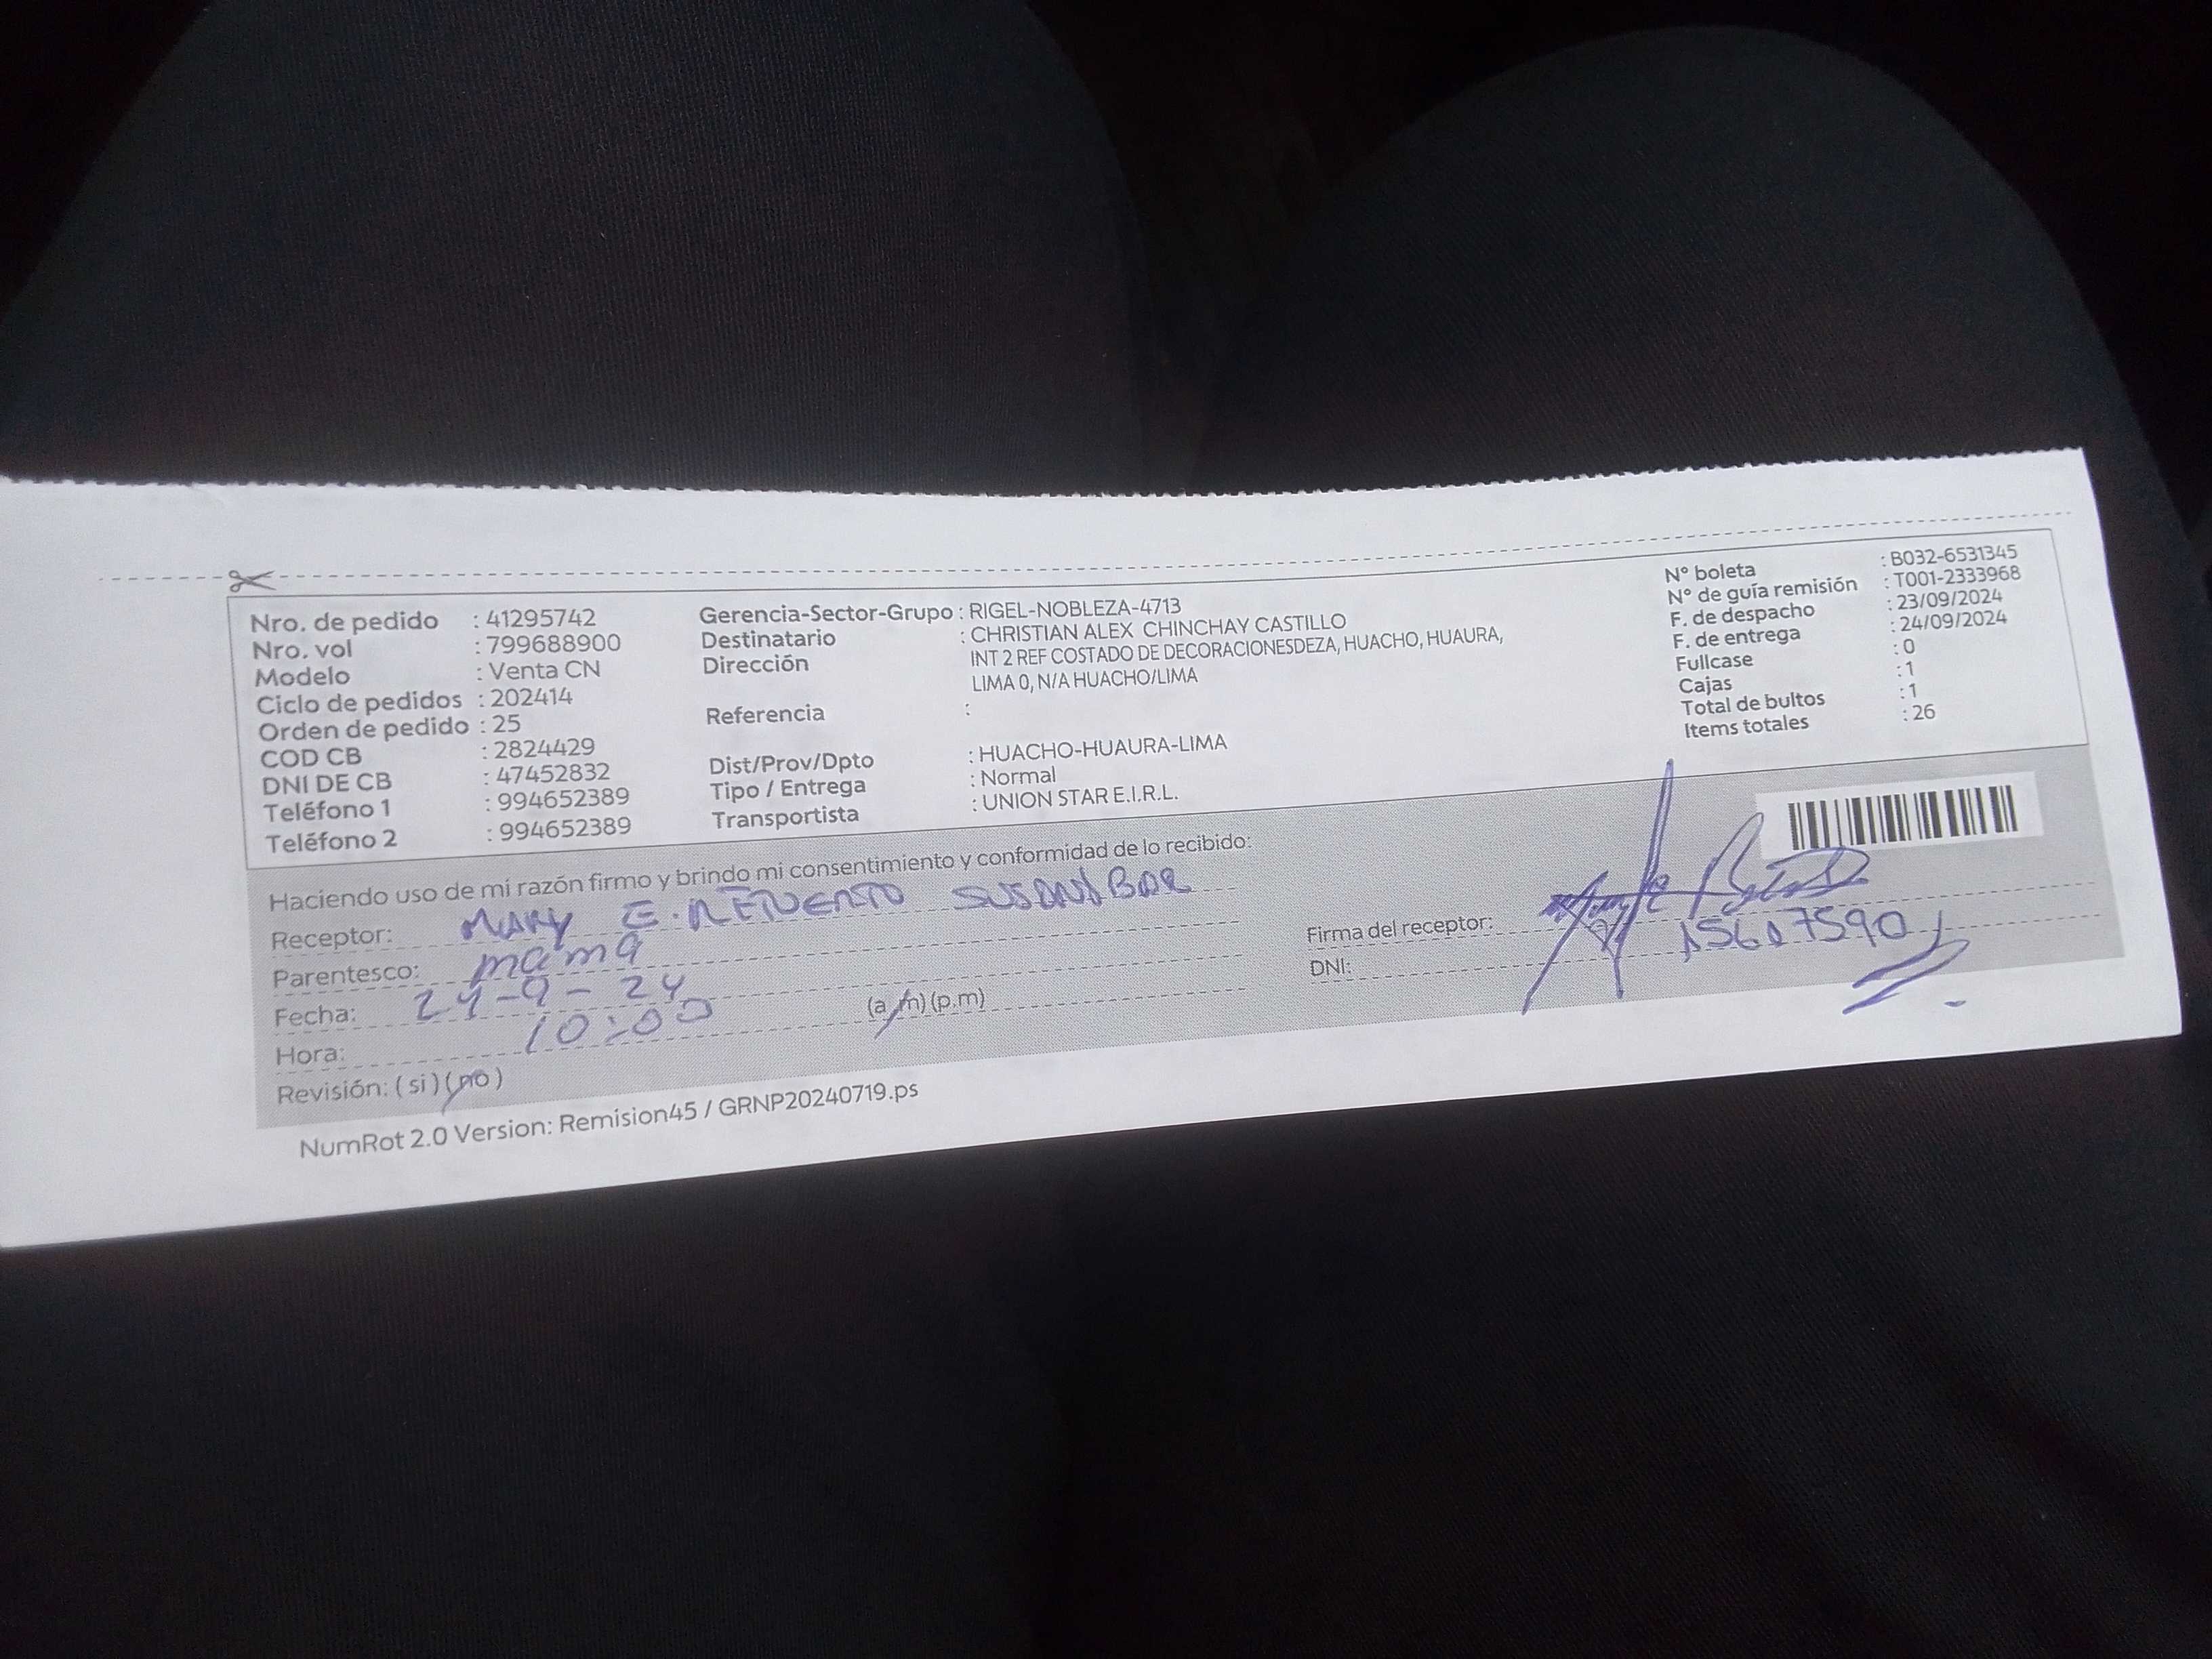 Nro. de pedido : 41295742
Nro. vol : 799688900
Modelo : Venta CN
Ciclo de pedidos : 202414
Orden de pedido : 25
COD CB : 2824429
DNI DE CB : 47452832
Teléfono 1 : 994652389
Teléfono 2 : 994652389
Gerencia-Sector-Grupo : RIGEL-NOBLEZA-4713
Destinatario : CHRISTIAN ALEX CHINCHAY CASTILLO
Dirección INT 2 REF COSTADO DE DECORACIONESDEZA, HUACHO, HUAURA,
LIMA 0, N/A HUACHO/LIMA
Referencia :
Dist/Prov/Dpto : HUACHO-HUAURA-LIMA
Tipo / Entrega : Normal
Transportista : UNION STAR E.I.R.L.
N° boleta : B032-6531345
N° de guía remisión : T001-2333968
F. de despacho : 23/09/2024
F. de entrega : 24/09/2024
Fullcase : 0
Cajas : 1
Total de bultos : 1
Items totales : 26
Haciendo uso de mi razón firmo y brindo mi consentimiento y conformidad de lo recibido:
Receptor: MARY E.
Parentesco: mamá
Fecha: 24-9-24
Hora: 10:00 (a.m) (p.m)
Revisión: (si) (no)
Firma del receptor:
DNI:
NumRot 2.0 Version: Remision45 / GRNP20240719.ps